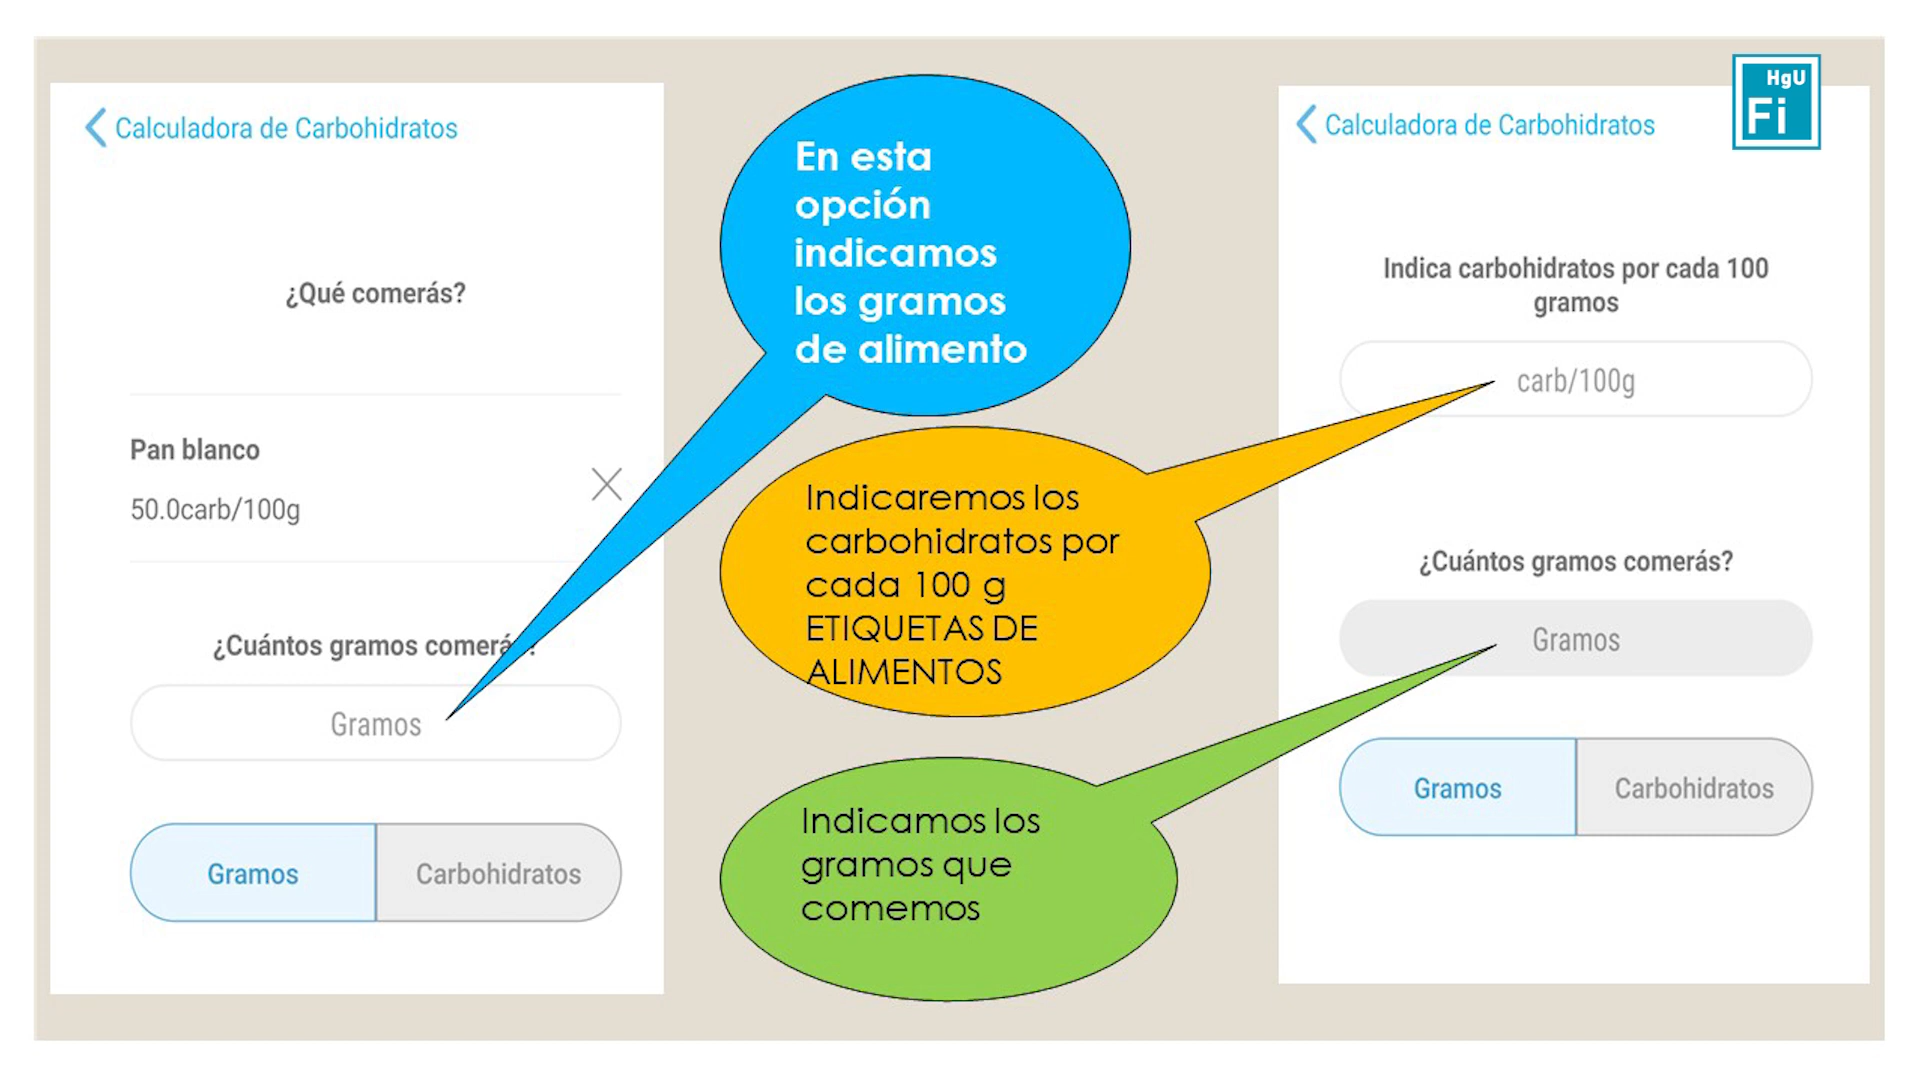 Calculadora de Carbohidratos
¿Qué comerás?
Pan blanco
50.0carb/100g
¿Cuántos gramos comerá
Gramos
Gramos
Carbohidratos
En esta
opción
indicamos
los gramos
de alimento
Indicaremos los
carbohidratos por
cada 100 g
ETIQUETAS DE
ALIMENTOS
Indicamos los
gramos que
comemos
HgU
Fi
Calculadora de Carbohidratos
Indica carbohidratos por cada 100
gramos
carb/100g
¿Cuántos gramos comerás?
Gramos
Gramos
Carbohidratos